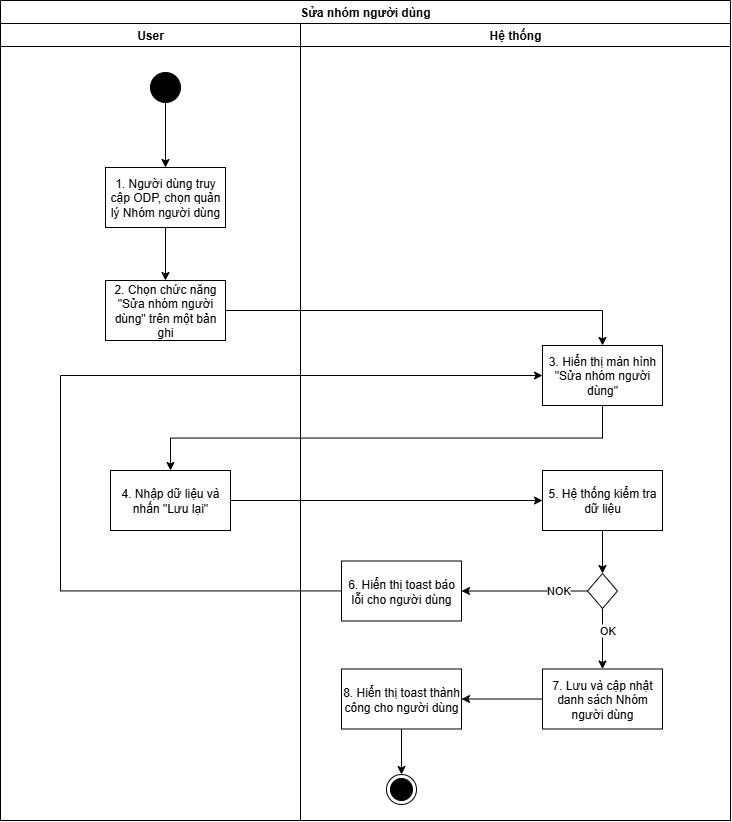 Sửa nhóm người dùng
User
Hệ thống
1. Người dùng truy
cập ODP, chọn quản
lý Nhóm người dùng
2. Chọn chức năng
"Sửa nhóm người
dùng" trên một bản
ghi
3. Hiển thị màn hình
"Sửa nhóm người
dùng"
4. Nhập dữ liệu và
nhấn "Lưu lại"
5. Hệ thống kiểm tra
dữ liệu
6. Hiển thị toast báo
lỗi cho người dùng
NOK
OK
7. Lưu và cập nhật
danh sách Nhóm
người dùng
8. Hiển thị toast thành
công cho người dùng